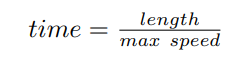 time = length / max speed